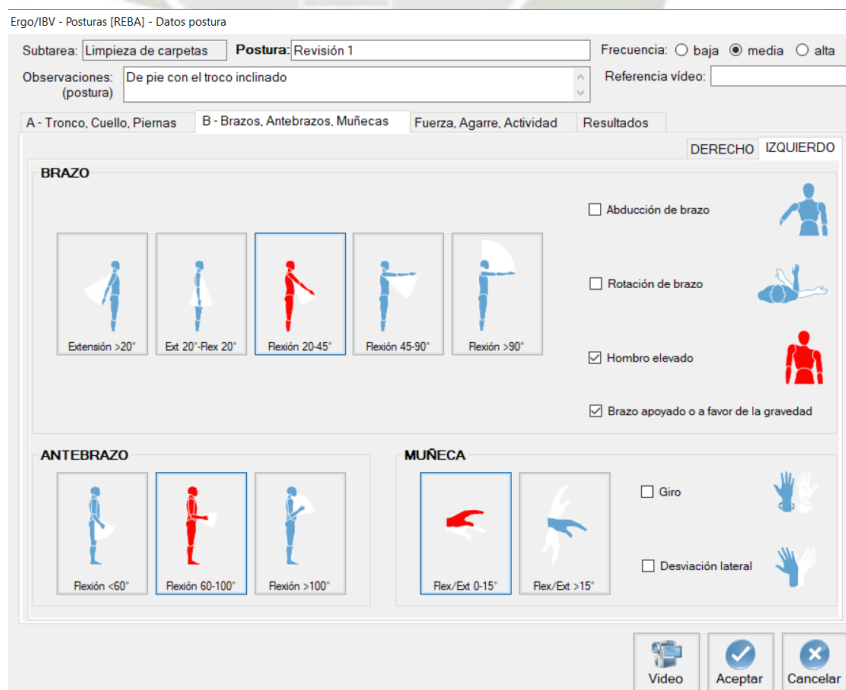 Ergo/IBV - Posturas [REBA] - Datos postura
Subtarea: Limpieza de carpetas Postura: Revisión 1 Frecuencia: baja media alta
Observaciones: De pie con el troco inclinado Referencia vídeo:
(postura)
A - Tronco, Cuello, Piernas B - Brazos, Antebrazos, Muñecas Fuerza, Agarre, Actividad Resultados
DERECHO IZQUIERDO
BRAZO
Abducción de brazo
Rotación de brazo
Extensión >20° Ext 20°-Flex 20° Flexión 20-45° Flexión 45-90° Flexión >90°
Hombro elevado
Brazo apoyado o a favor de la gravedad
ANTEBRAZO MUÑECA
Giro
Desviación lateral
Flexión <60° Flexión 60-100° Flexión >100° Flex/Ext 0-15° Flex/Ext >15°
Video Aceptar Cancelar